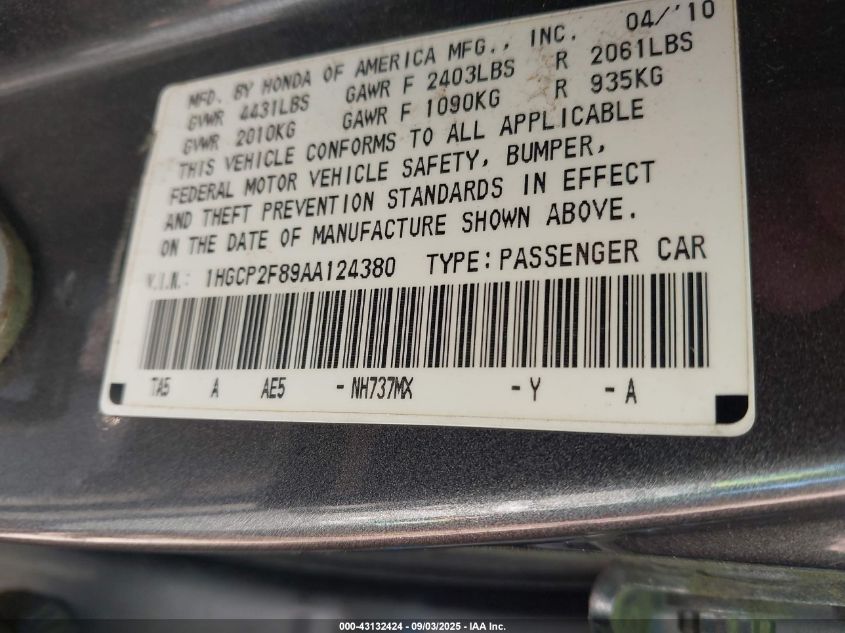 MFD. BY HONDA OF AMERICA MFG., INC. 04/'10
GVWR 4431LBS GAWR F 2403LBS R 2061LBS
GVWR 2010KG GAWR F 1090KG R 935KG
THIS VEHICLE CONFORMS TO ALL APPLICABLE
FEDERAL MOTOR VEHICLE SAFETY, BUMPER,
AND THEFT PREVENTION STANDARDS IN EFFECT
ON THE DATE OF MANUFACTURE SHOWN ABOVE.
V.I.N.: 1HGCP2F89AA124380 TYPE: PASSENGER CAR
TA5 A AE5 - NH737MX - Y - A
000-43132424 - 09/03/2025 - IAA Inc.